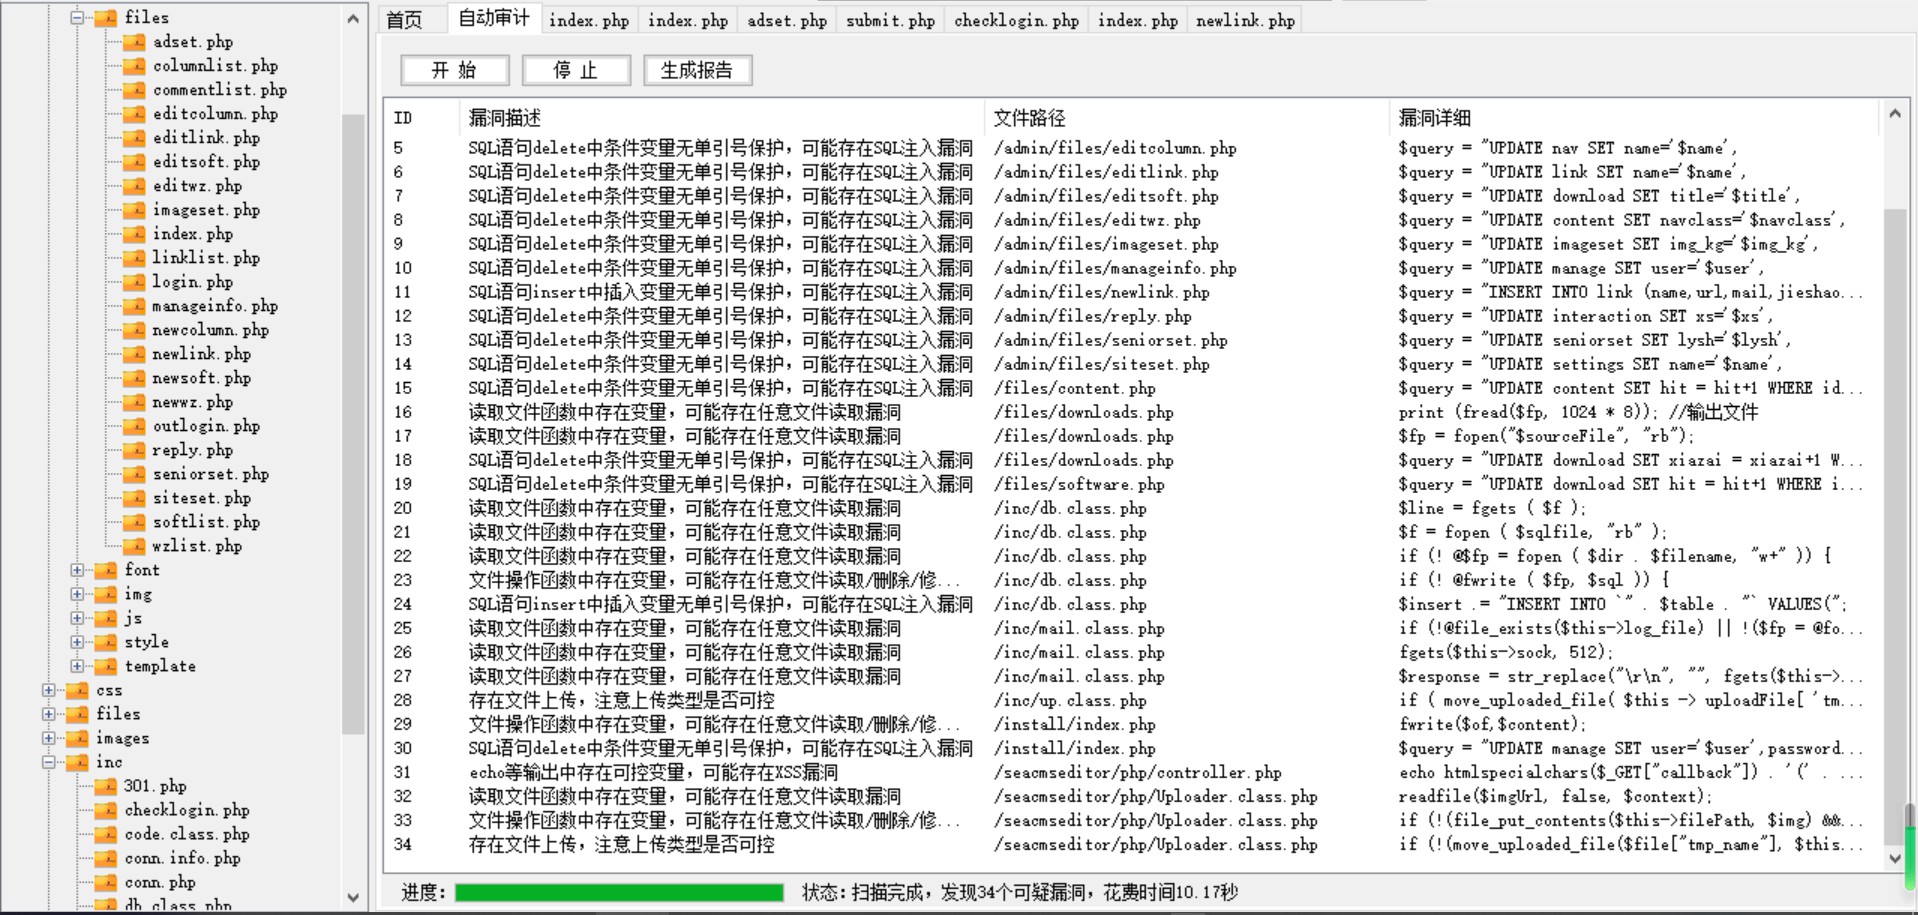 files
adset.php
columnlist.php
commentlist.php
editcolumn.php
editlink.php
editsoft.php
editwz.php
imageset.php
index.php
linklist.php
login.php
manageinfo.php
newcolumn.php
newlink.php
newsoft.php
newwz.php
outlogin.php
reply.php
seniorset.php
siteset.php
softlist.php
wzlist.php
font
img
js
style
template
css
files
images
inc
301.php
checklogin.php
code.class.php
conn.info.php
conn.php
db.class.php
首页 自动审计 index.php index.php adset.php submit.php checklogin.php index.php newlink.php
开 始 停 止 生成报告
ID 漏洞描述 文件路径 漏洞详细
5 SQL语句delete中条件变量无单引号保护，可能存在SQL注入漏洞 /admin/files/editcolumn.php $query = "UPDATE nav SET name='$name',
6 SQL语句delete中条件变量无单引号保护，可能存在SQL注入漏洞 /admin/files/editlink.php $query = "UPDATE link SET name='$name',
7 SQL语句delete中条件变量无单引号保护，可能存在SQL注入漏洞 /admin/files/editsoft.php $query = "UPDATE download SET title='$title',
8 SQL语句delete中条件变量无单引号保护，可能存在SQL注入漏洞 /admin/files/editwz.php $query = "UPDATE content SET navclass='$navclass',
9 SQL语句delete中条件变量无单引号保护，可能存在SQL注入漏洞 /admin/files/imageset.php $query = "UPDATE imageset SET img_kg='$img_kg',
10 SQL语句delete中条件变量无单引号保护，可能存在SQL注入漏洞 /admin/files/manageinfo.php $query = "UPDATE manage SET user='$user',
11 SQL语句insert中插入变量无单引号保护，可能存在SQL注入漏洞 /admin/files/newlink.php $query = "INSERT INTO link (name,url,mail,jieshao...
12 SQL语句delete中条件变量无单引号保护，可能存在SQL注入漏洞 /admin/files/reply.php $query = "UPDATE interaction SET xs='$xs',
13 SQL语句delete中条件变量无单引号保护，可能存在SQL注入漏洞 /admin/files/seniorset.php $query = "UPDATE seniorset SET lysh='$lysh',
14 SQL语句delete中条件变量无单引号保护，可能存在SQL注入漏洞 /admin/files/siteset.php $query = "UPDATE settings SET name='$name',
15 SQL语句delete中条件变量无单引号保护，可能存在SQL注入漏洞 /files/content.php $query = "UPDATE content SET hit = hit+1 WHERE id...
16 读取文件函数中存在变量，可能存在任意文件读取漏洞 /files/downloads.php print (fread($fp, 1024 * 8)); //输出文件
17 读取文件函数中存在变量，可能存在任意文件读取漏洞 /files/downloads.php $fp = fopen("$sourceFile", "rb");
18 SQL语句delete中条件变量无单引号保护，可能存在SQL注入漏洞 /files/downloads.php $query = "UPDATE download SET xiazai = xiazai+1 W...
19 SQL语句delete中条件变量无单引号保护，可能存在SQL注入漏洞 /files/software.php $query = "UPDATE download SET hit = hit+1 WHERE i...
20 读取文件函数中存在变量，可能存在任意文件读取漏洞 /inc/db.class.php $line = fgets ( $f );
21 读取文件函数中存在变量，可能存在任意文件读取漏洞 /inc/db.class.php $f = fopen ( $sqlfile, "rb" );
22 读取文件函数中存在变量，可能存在任意文件读取漏洞 /inc/db.class.php if (! @$fp = fopen ( $dir . $filename, "w+" )) {
23 文件操作函数中存在变量，可能存在任意文件读取/删除/修... /inc/db.class.php if (! @fwrite ( $fp, $sql )) {
24 SQL语句insert中插入变量无单引号保护，可能存在SQL注入漏洞 /inc/db.class.php $insert .= "INSERT INTO `" . $table . "` VALUES(";
25 读取文件函数中存在变量，可能存在任意文件读取漏洞 /inc/mail.class.php if (!@file_exists($this->log_file) || !($fp = @fo...
26 读取文件函数中存在变量，可能存在任意文件读取漏洞 /inc/mail.class.php fgets($this->sock, 512);
27 读取文件函数中存在变量，可能存在任意文件读取漏洞 /inc/mail.class.php $response = str_replace("\r\n", "", fgets($this->...
28 存在文件上传，注意上传类型是否可控 /inc/up.class.php if ( move_uploaded_file( $this -> uploadFile[ 'tm...
29 文件操作函数中存在变量，可能存在任意文件读取/删除/修... /install/index.php fwrite($of,$content);
30 SQL语句delete中条件变量无单引号保护，可能存在SQL注入漏洞 /install/index.php $query = "UPDATE manage SET user='$user',password...
31 echo等输出中存在可控变量，可能存在XSS漏洞 /seacmseditor/php/controller.php echo htmlspecialchars($_GET["callback"]) . '(' . ...
32 读取文件函数中存在变量，可能存在任意文件读取漏洞 /seacmseditor/php/Uploader.class.php readfile($imgUrl, false, $context);
33 文件操作函数中存在变量，可能存在任意文件读取/删除/修... /seacmseditor/php/Uploader.class.php if (!(file_put_contents($this->filePath, $img) &&...
34 存在文件上传，注意上传类型是否可控 /seacmseditor/php/Uploader.class.php if (!(move_uploaded_file($file["tmp_name"], $this...
进度： 状态：扫描完成，发现34个可疑漏洞，花费时间10.17秒